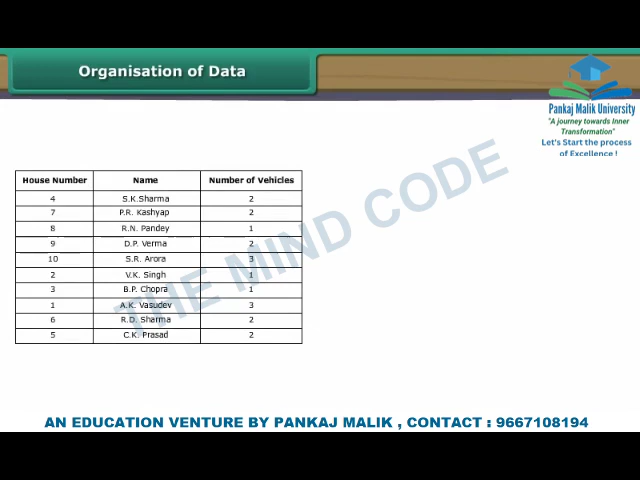 Organisation of Data
Pankaj Malik University
"A journey towards Inner
Transformation"
Let's Start the process
of Excellence !
THE MIND CODE
House Number Name Number of Vehicles
4 S.K.Sharma 2
7 P.R. Kashyap 2
8 R.N. Pandey 1
9 D.P. Verma 2
10 S.R. Arora 3
2 V.K. Singh 1
3 B.P. Chopra 1
1 A.K. Vasudev 3
6 R.D. Sharma 2
5 C.K. Prasad 2
AN EDUCATION VENTURE BY PANKAJ MALIK , CONTACT : 9667108194